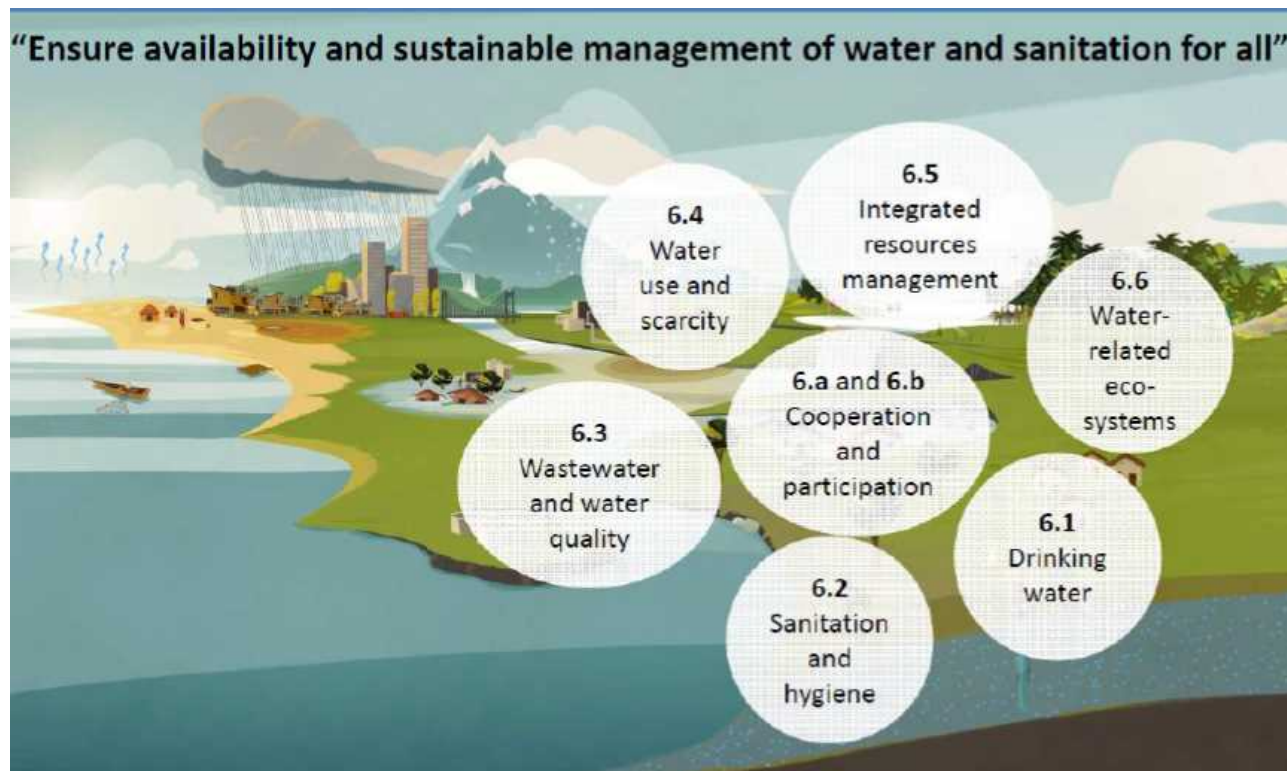 “Ensure availability and sustainable management of water and sanitation for all”
6.4
Water
use and
scarcity
6.5
Integrated
resources
management
6.6
Water-
related
eco-
systems
6.a and 6.b
Cooperation
and
participation
6.3
Wastewater
and water
quality
6.1
Drinking
water
6.2
Sanitation
and
hygiene